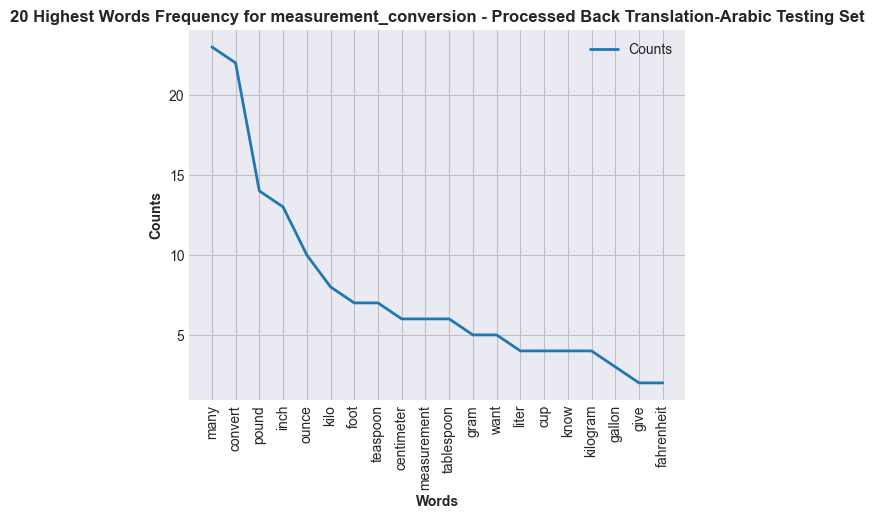 20 Highest Words Frequency for measurement_conversion - Processed Back Translation-Arabic Testing Set
Counts
20
15
10
5
Counts
many
convert
pound
inch
ounce
kilo
foot
teaspoon
centimeter
measurement
tablespoon
gram
want
liter
cup
know
kilogram
gallon
give
fahrenheit
Words